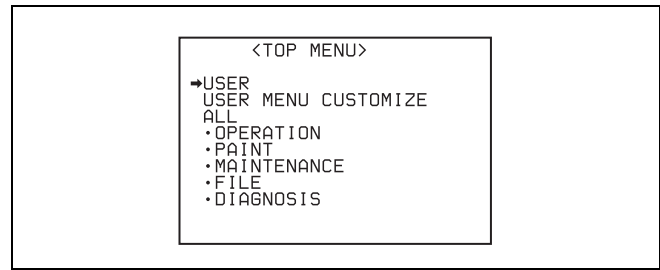 <TOP MENU>
➡USER
USER MENU CUSTOMIZE
ALL
·OPERATION
·PAINT
·MAINTENANCE
·FILE
·DIAGNOSIS